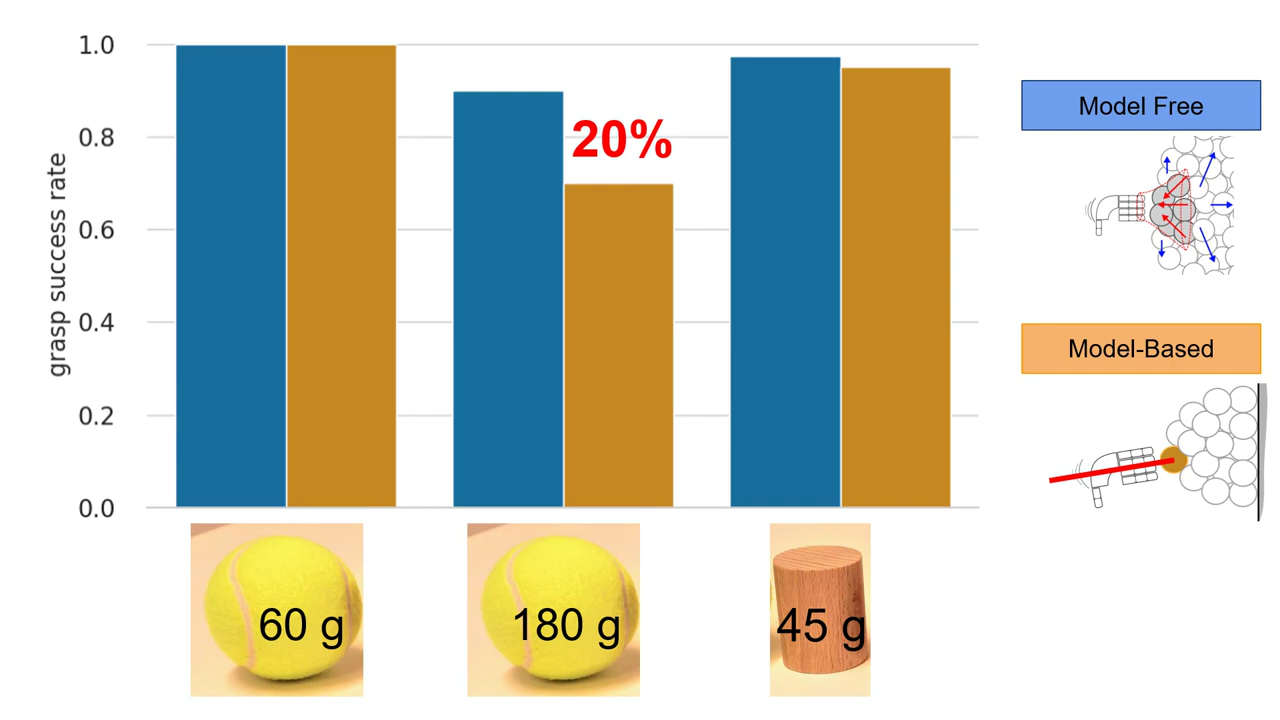 1.0
0.8
0.6
0.4
0.2
0.0
grasp success rate
20%
60 g
180 g
45 g
Model Free
Model-Based